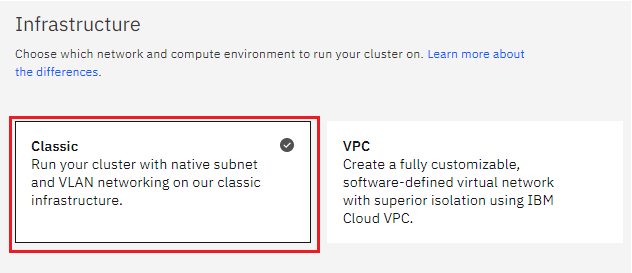 Infrastructure
Choose which network and compute environment to run your cluster on. Learn more about
the differences.
Classic
Run your cluster with native subnet
and VLAN networking on our classic
infrastructure.
VPC
Create a fully customizable,
software-defined virtual network
with superior isolation using IBM
Cloud VPC.